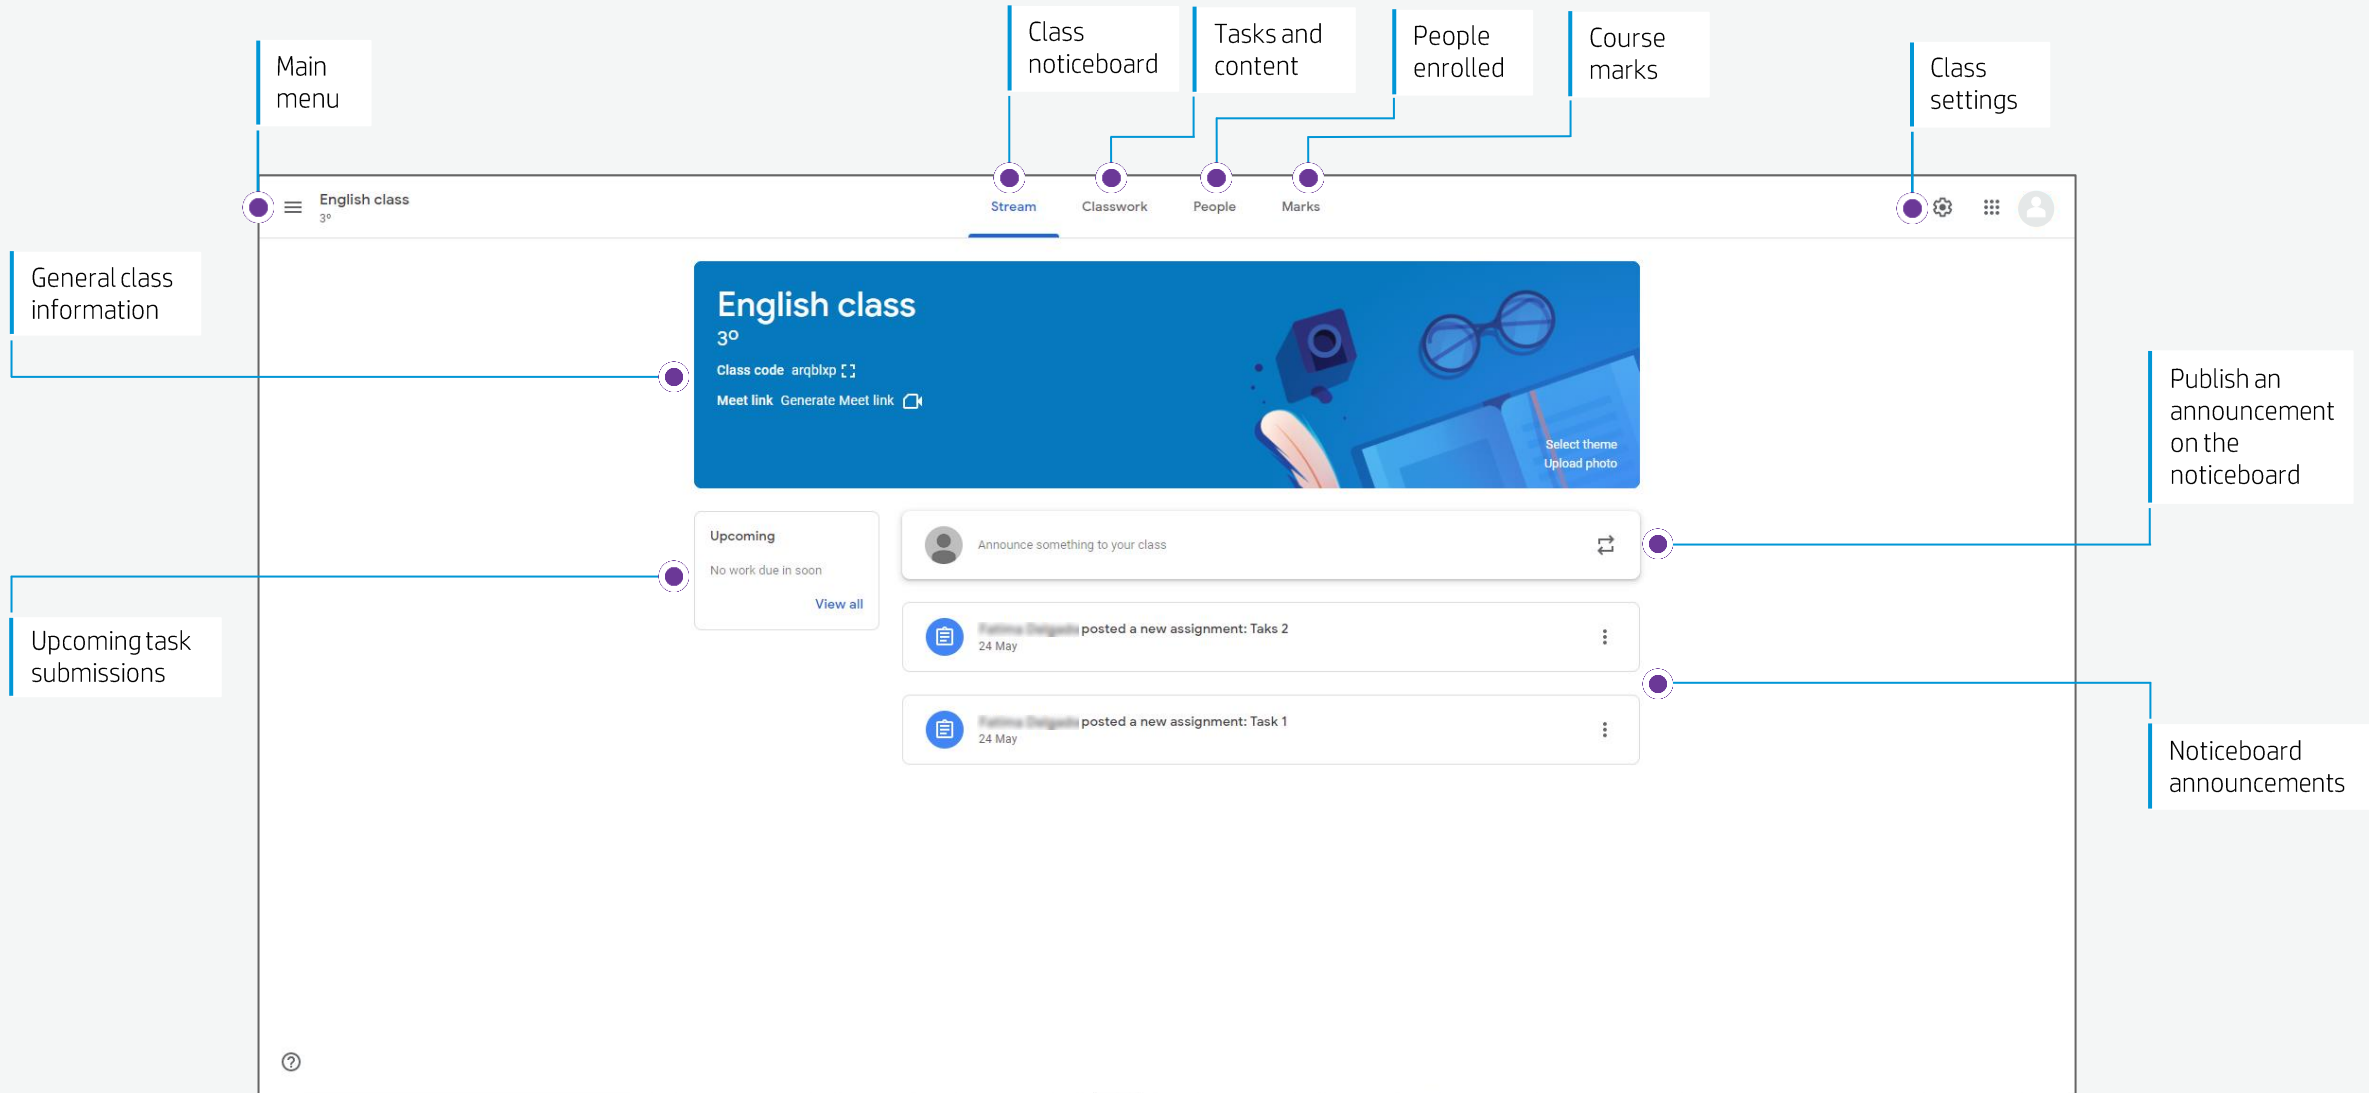 Main
menu
Class
noticeboard
Tasks and
content
People
enrolled
Course
marks
Class
settings
English class
3º
Stream
Classwork
People
Marks
General class
information
English class
3º
Class code arqblxp
Meet link Generate Meet link
Select theme
Upload photo
Publish an
announcement
on the
noticeboard
Upcoming
No work due in soon
View all
Announce something to your class
Upcoming task
submissions
posted a new assignment: Taks 2
24 May
posted a new assignment: Task 1
24 May
Noticeboard
announcements